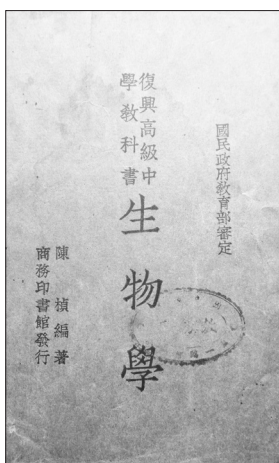 國民政府教育部審定
復興高級中
學教科書
生物學
陳楨編著
商務印書館發行